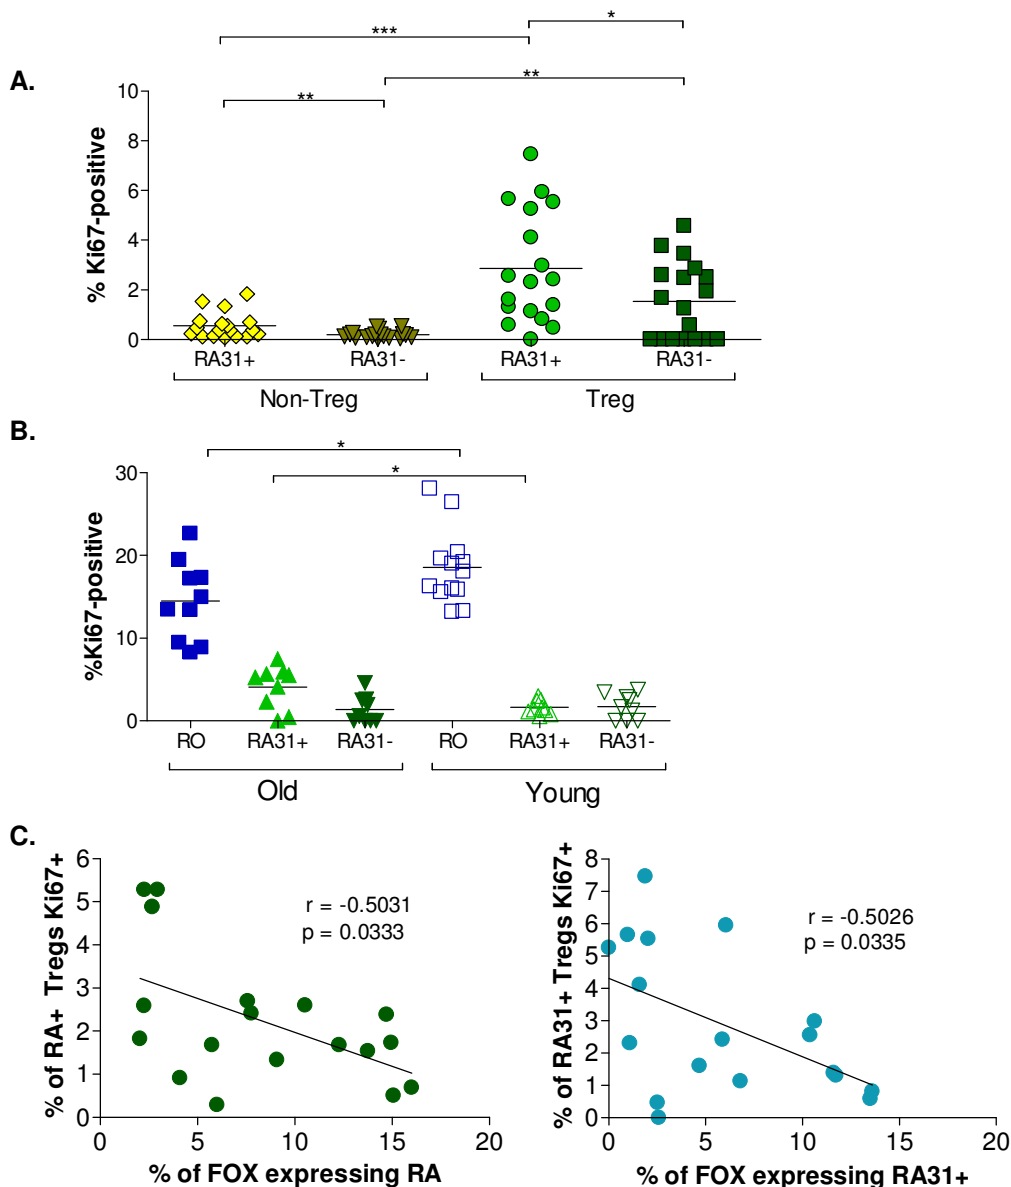 *
***
**
A.
**
10
8
6
4
2
0
% Ki67-positive
RA31+ RA31- RA31+ RA31-
Non-Treg Treg
B.
*
*
30
20
10
0
%Ki67-positive
RO RA31+ RA31- RO RA31+ RA31-
Old Young
C.
% of RA+ Tregs Ki67+
6
5
4
3
2
1
0
r = -0.5031
p = 0.0333
0 5 10 15 20
% of FOX expressing RA
% of RA31+ Tregs Ki67+
8
7
6
5
4
3
2
1
0
r = -0.5026
p = 0.0335
0 5 10 15 20
% of FOX expressing RA31+